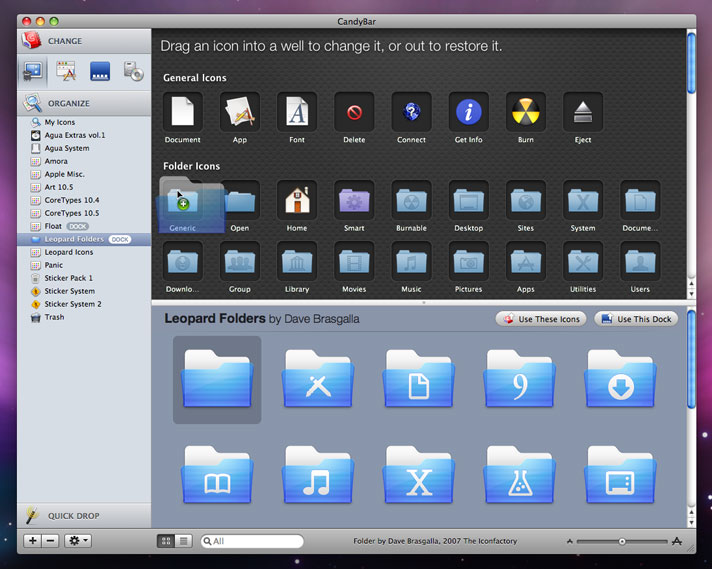 CandyBar
CHANGE
ORGANIZE
My Icons
Agua Extras vol.1
Agua System
Amora
Apple Misc.
Art 10.5
CoreTypes 10.4
CoreTypes 10.5
Float DOCK
Leopard Folders DOCK
Leopard Icons
Panic
Sticker Pack 1
Sticker System
Sticker System 2
Trash
QUICK DROP
Drag an icon into a well to change it, or out to restore it.
General Icons
Document App Font Delete Connect Get Info Burn Eject
Folder Icons
Generic Open Home Smart Burnable Desktop Sites System Docume...
Downlo... Group Library Movies Music Pictures Apps Utilities Users
Leopard Folders by Dave Brasgalla
Use These Icons Use This Dock
9
X
All
Folder by Dave Brasgalla, 2007 The Iconfactory